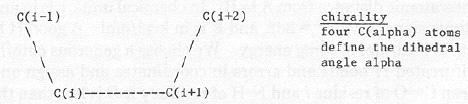 C(i-1)
C(i+2)
chirality
four C(alpha) atoms
define the dihedral
angle alpha
C(i)-----------C(i+1)